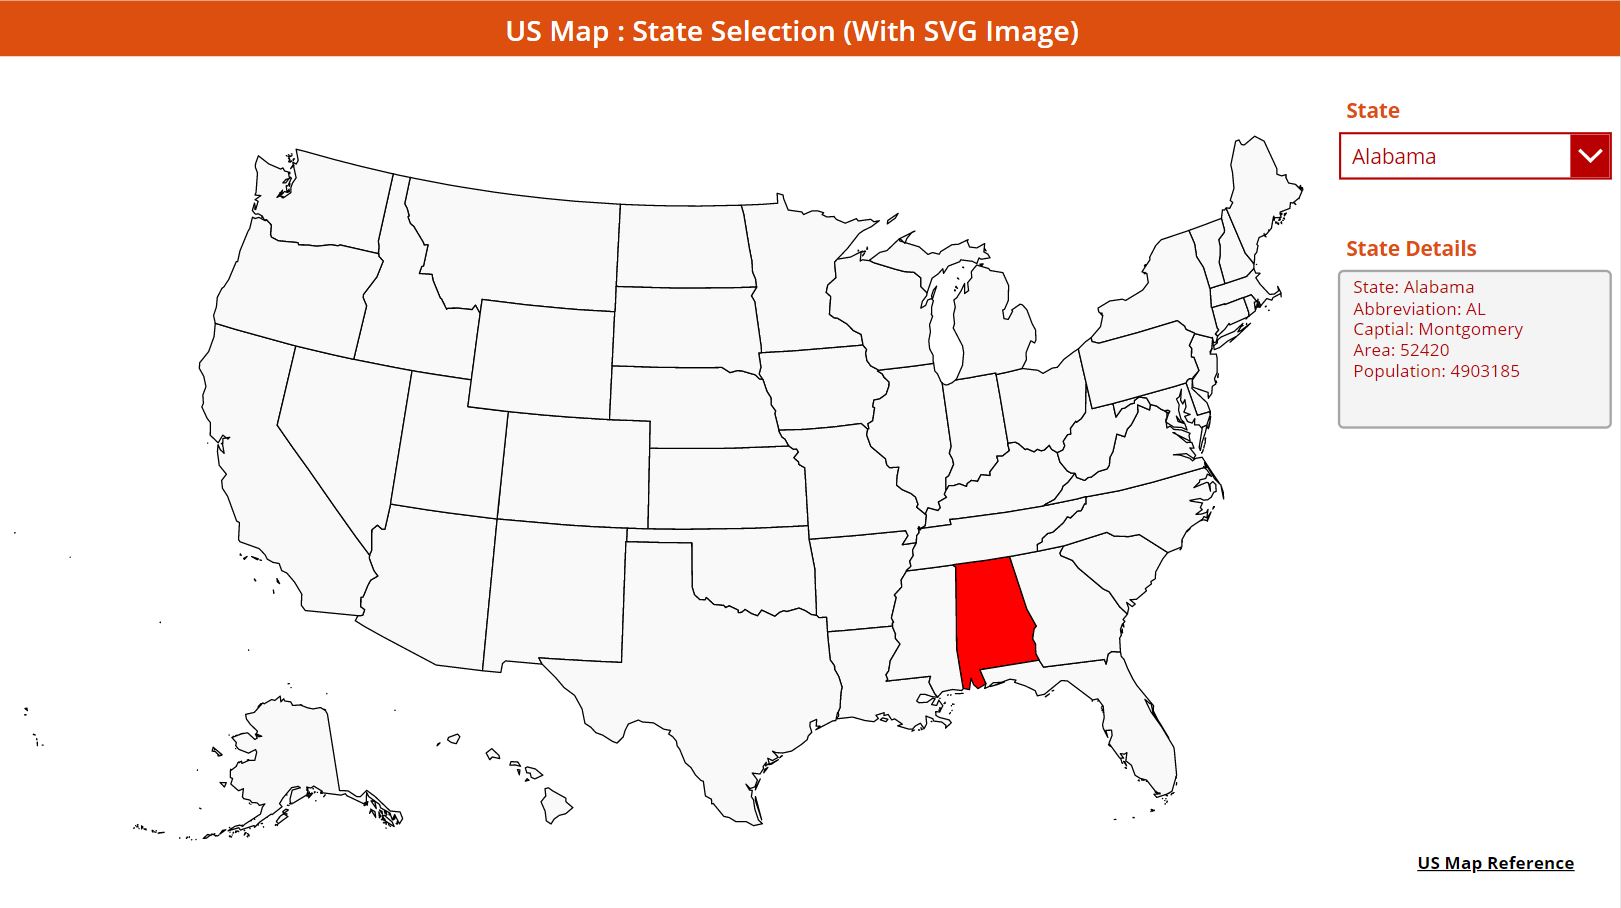 US Map : State Selection (With SVG Image)
State
Alabama
State Details
State: Alabama
Abbreviation: AL
Captial: Montgomery
Area: 52420
Population: 4903185
US Map Reference